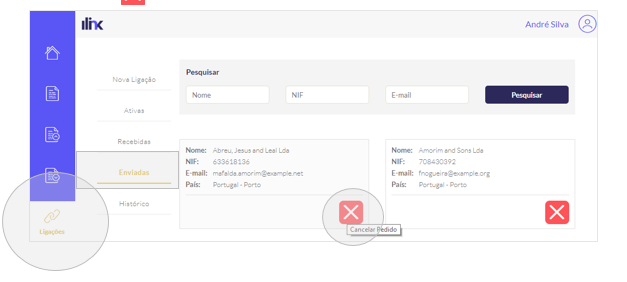 ilink
André Silva
Pesquisar
Nome
NIF
E-mail
Pesquisar
Nova Ligação
Ativas
Recebidas
Enviadas
Histórico
Ligações
Nome: Abreu, Jesus and Leal Lda
NIF: 633618136
E-mail: mafalda.amorim@example.net
País: Portugal - Porto
Cancelar Pedido
Nome: Amorim and Sons Lda
NIF: 708430392
E-mail: fnogueira@example.org
País: Portugal - Porto